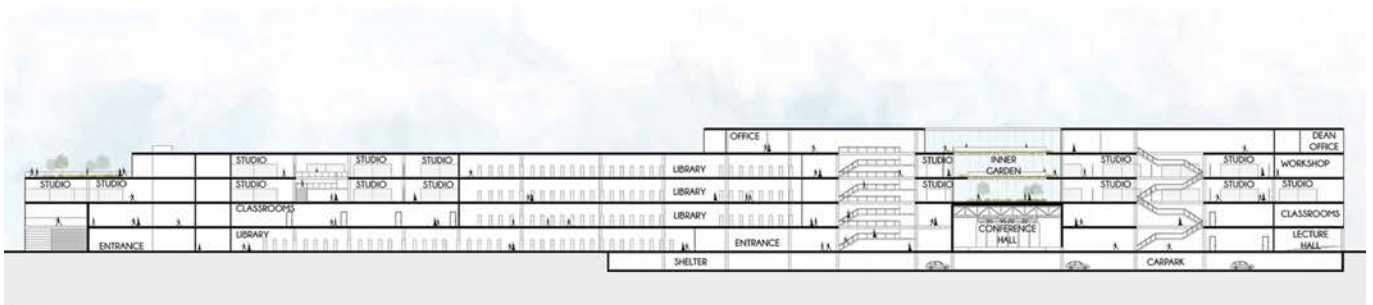 OFFICE
DEAN
OFFICE
STUDIO
STUDIO
STUDIO
LIBRARY
STUDIO
INNER
GARDEN
STUDIO
STUDIO
WORKSHOP
STUDIO
STUDIO
STUDIO
STUDIO
STUDIO
LIBRARY
STUDIO
STUDIO
STUDIO
STUDIO
CLASSROOMS
LIBRARY
CLASSROOMS
ENTRANCE
LIBRARY
ENTRANCE
CONFERENCE
HALL
LECTURE
HALL
SHELTER
CARPARK